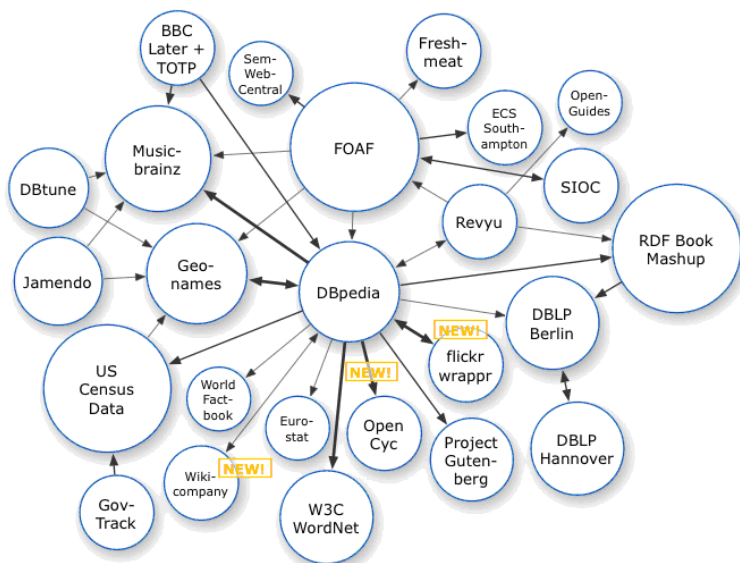 BBC
Later +
TOTP
Sem-
Web-
Central
Fresh-
meat
FOAF
ECS
South-
ampton
Open-
Guides
Music-
brainz
DBtune
SIOC
Revyu
RDF Book
Mashup
Jamendo
Geo-
names
DBpedia
DBLP
Berlin
NEW!
flickr
wrappr
US
Census
Data
World
Fact-
book
NEW!
Euro-
stat
Open
Cyc
Project
Guten-
berg
DBLP
Hannover
Wiki-
company
NEW!
Gov-
Track
W3C
WordNet